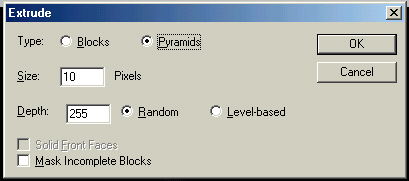 Extrude
Type: Blocks Pyramids OK
Size: 10 Pixels Cancel
Depth: 255 Random Level-based
Solid Front Faces
Mask Incomplete Blocks